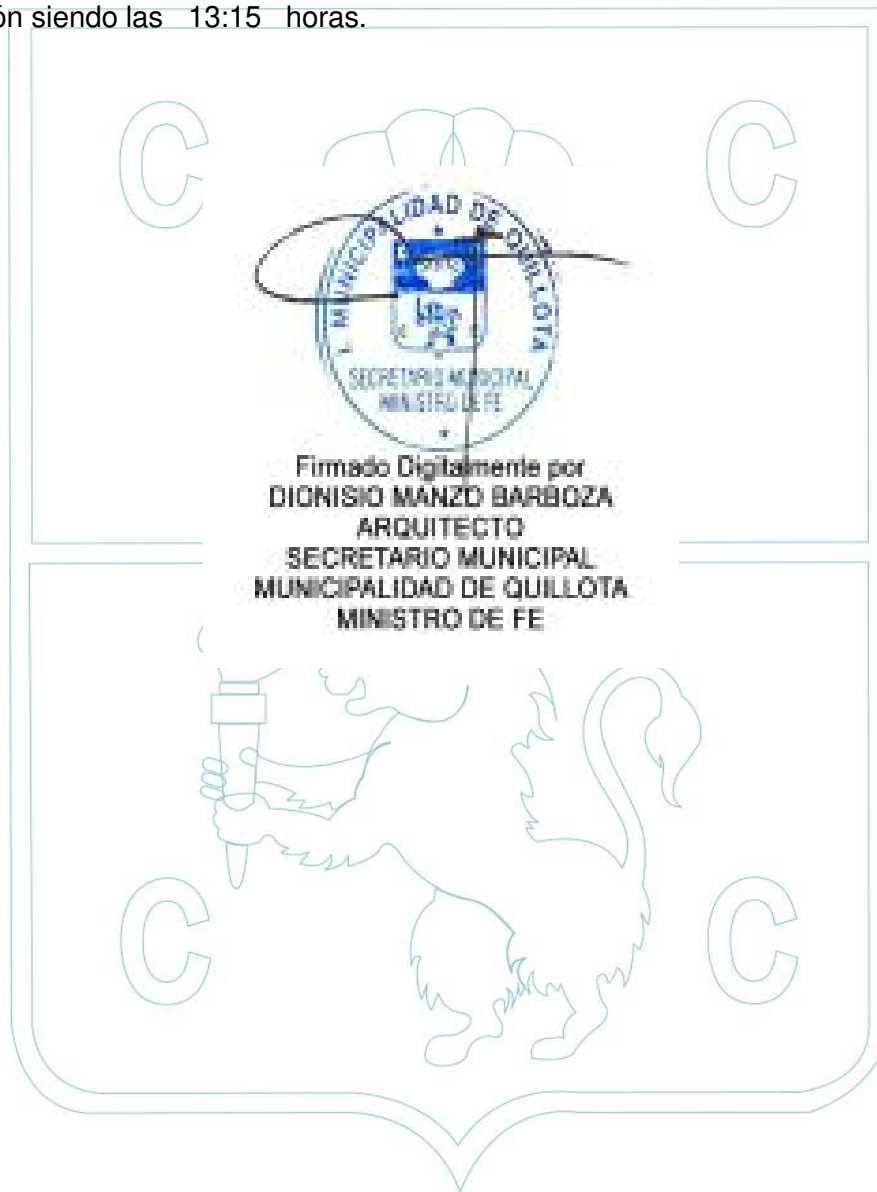 ón siendo las 13:15 horas.
C C
I. MUNICIPALIDAD DE QUILLOTA
SECRETARIO MUNICIPAL
MINISTRO DE FE
Firmado Digitalmente por
DIONISIO MANZO BARBOZA
ARQUITECTO
SECRETARIO MUNICIPAL
MUNICIPALIDAD DE QUILLOTA
MINISTRO DE FE
C C